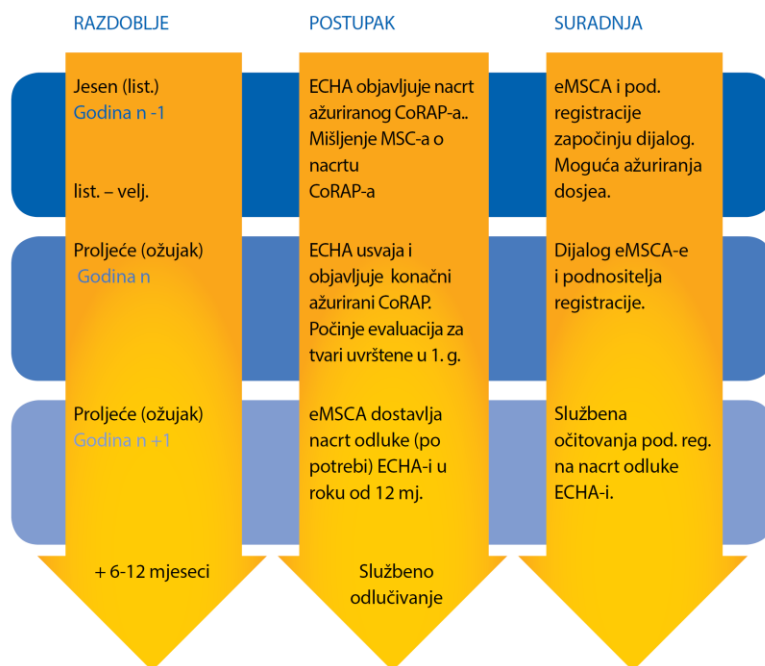 RAZDOBLJE
POSTUPAK
SURADNJA
Jesen (list.)
Godina n -1
list. – velj.
ECHA objavljuje nacrt
ažuriranog CoRAP-a..
Mišljenje MSC-a o
nacrtu
CoRAP-a
eMSCA i pod.
registracije
započinju dijalog.
Moguća ažuriranja
dosjea.
Proljeće (ožujak)
Godina n
ECHA usvaja i
objavljuje konačni
ažurirani CoRAP.
Počinje evaluacija za
tvari uvrštene u 1. g.
Dijalog eMSCA-e
i podnositelja
registracije.
Proljeće (ožujak)
Godina n +1
eMSCA dostavlja
nacrt odluke (po
potrebi) ECHA-i u
roku od 12 mj.
Službena
očitovanja pod. reg.
na nacrt odluke
ECHA-i.
+ 6-12 mjeseci
Službeno
odlučivanje